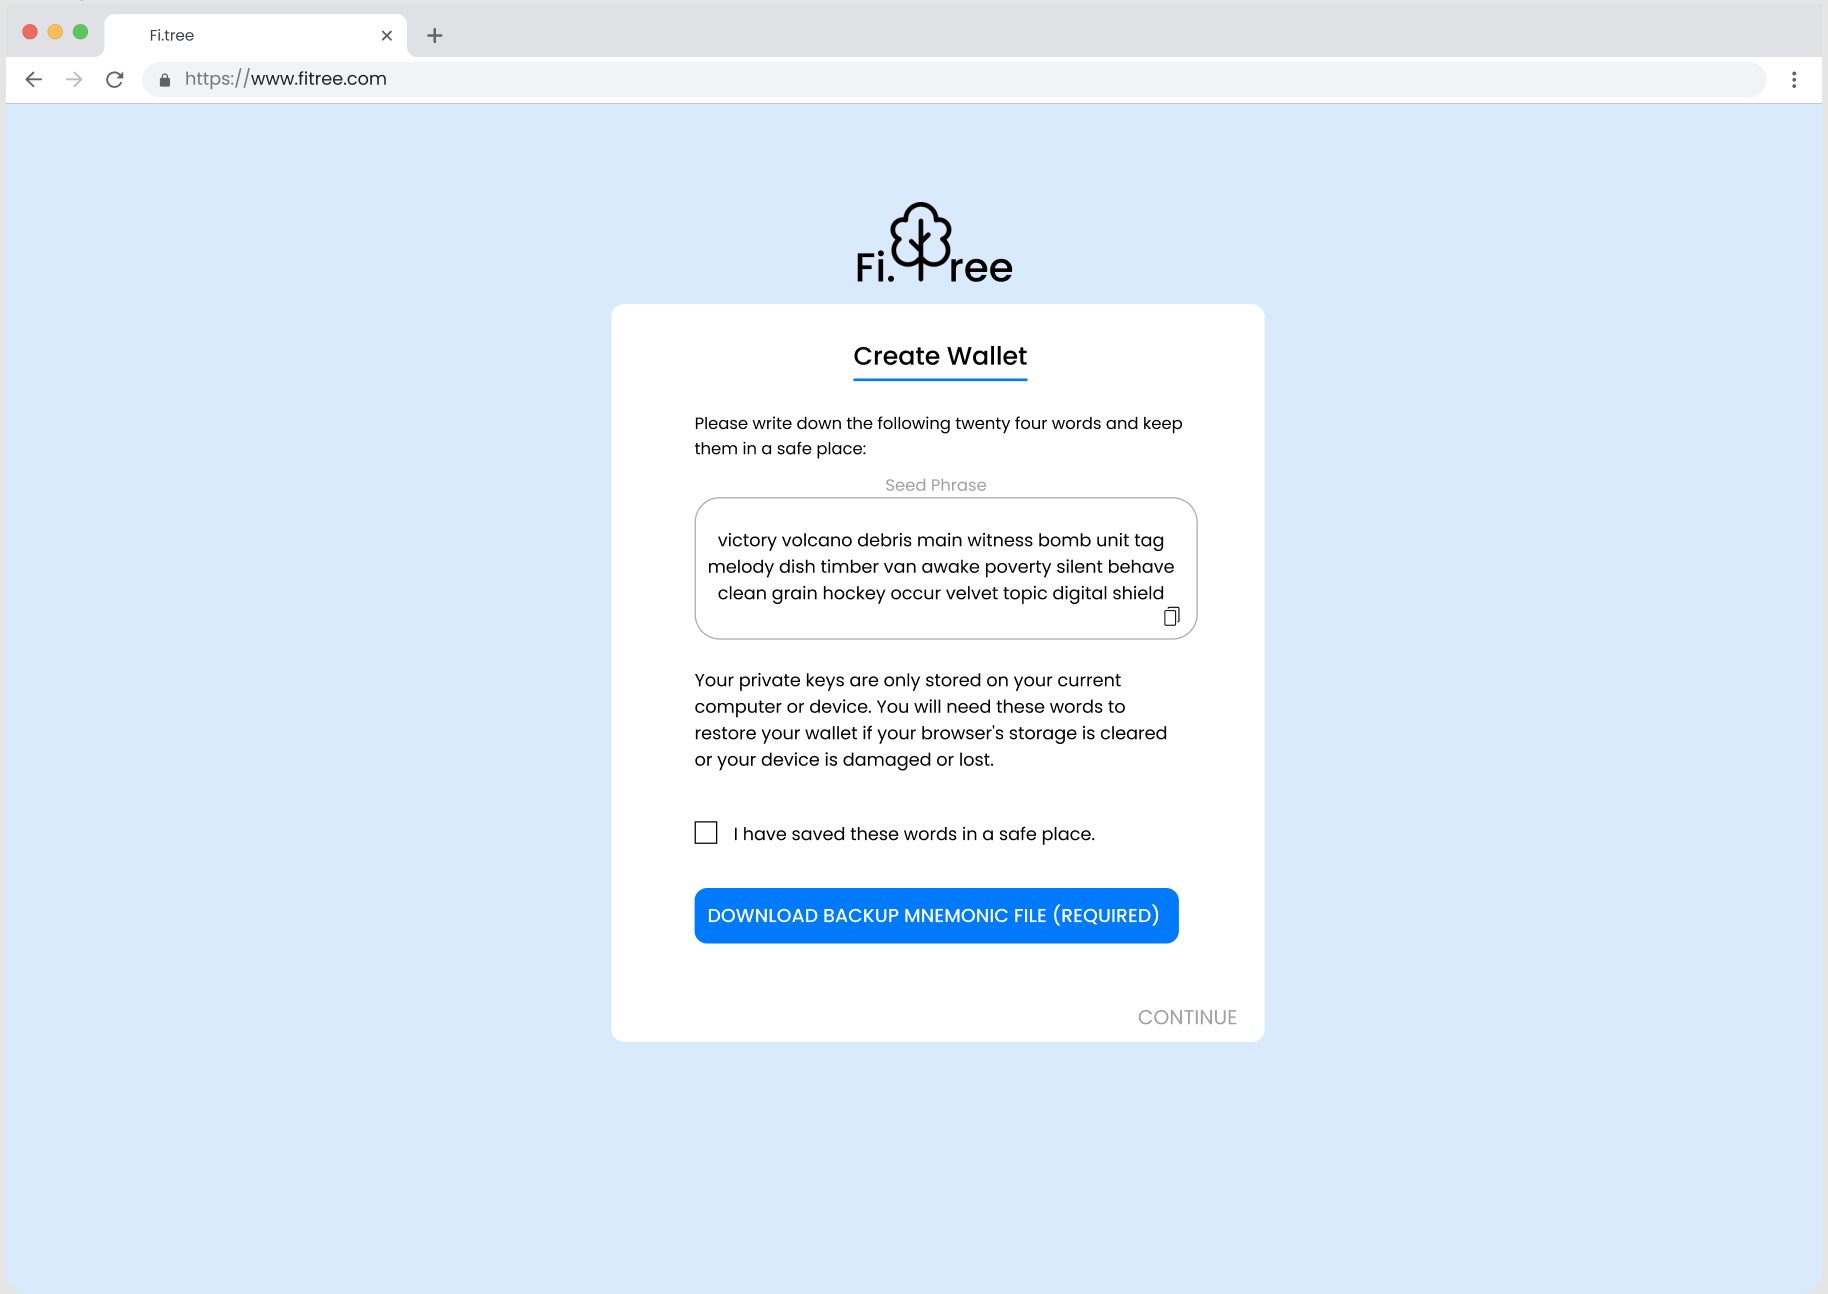 Fi.tree
https://www.fitree.com
Fi. ree
Create Wallet
Please write down the following twenty four words and keep
them in a safe place:
Seed Phrase
victory volcano debris main witness bomb unit tag
melody dish timber van awake poverty silent behave
clean grain hockey occur velvet topic digital shield
Your private keys are only stored on your current
computer or device. You will need these words to
restore your wallet if your browser's storage is cleared
or your device is damaged or lost.
I have saved these words in a safe place.
DOWNLOAD BACKUP MNEMONIC FILE (REQUIRED)
CONTINUE